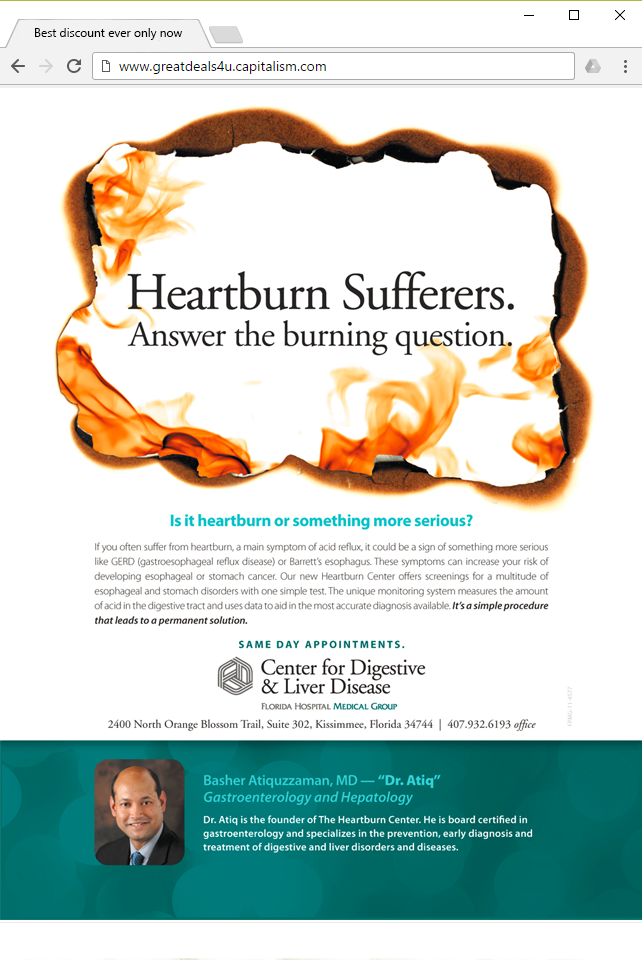 Best discount ever only now
www.greatdeals4u.capitalism.com
Heartburn Sufferers.
Answer the burning question.
Is it heartburn or something more serious?
If you often suffer from heartburn, a main symptom of acid reflux, it could be a sign of something more serious
like GERD (gastroesophageal reflux disease) or Barrett's esophagus. These symptoms can increase your risk of
developing esophageal or stomach cancer. Our new Heartburn Center offers screenings for a multitude of
esophageal and stomach disorders with one simple test. The unique monitoring system measures the amount
of acid in the digestive tract and uses data to aid in the most accurate diagnosis available. It's a simple procedure
that leads to a permanent solution.
SAME DAY APPOINTMENTS.
Center for Digestive
& Liver Disease
FLORIDA HOSPITAL MEDICAL GROUP
2400 North Orange Blossom Trail, Suite 302, Kissimmee, Florida 34744 | 407.932.6193 office
Basher Atiquzzaman, MD — “Dr. Atiq”
Gastroenterology and Hepatology
Dr. Atiq is the founder of The Heartburn Center. He is board certified in
gastroenterology and specializes in the prevention, early diagnosis and
treatment of digestive and liver disorders and diseases.